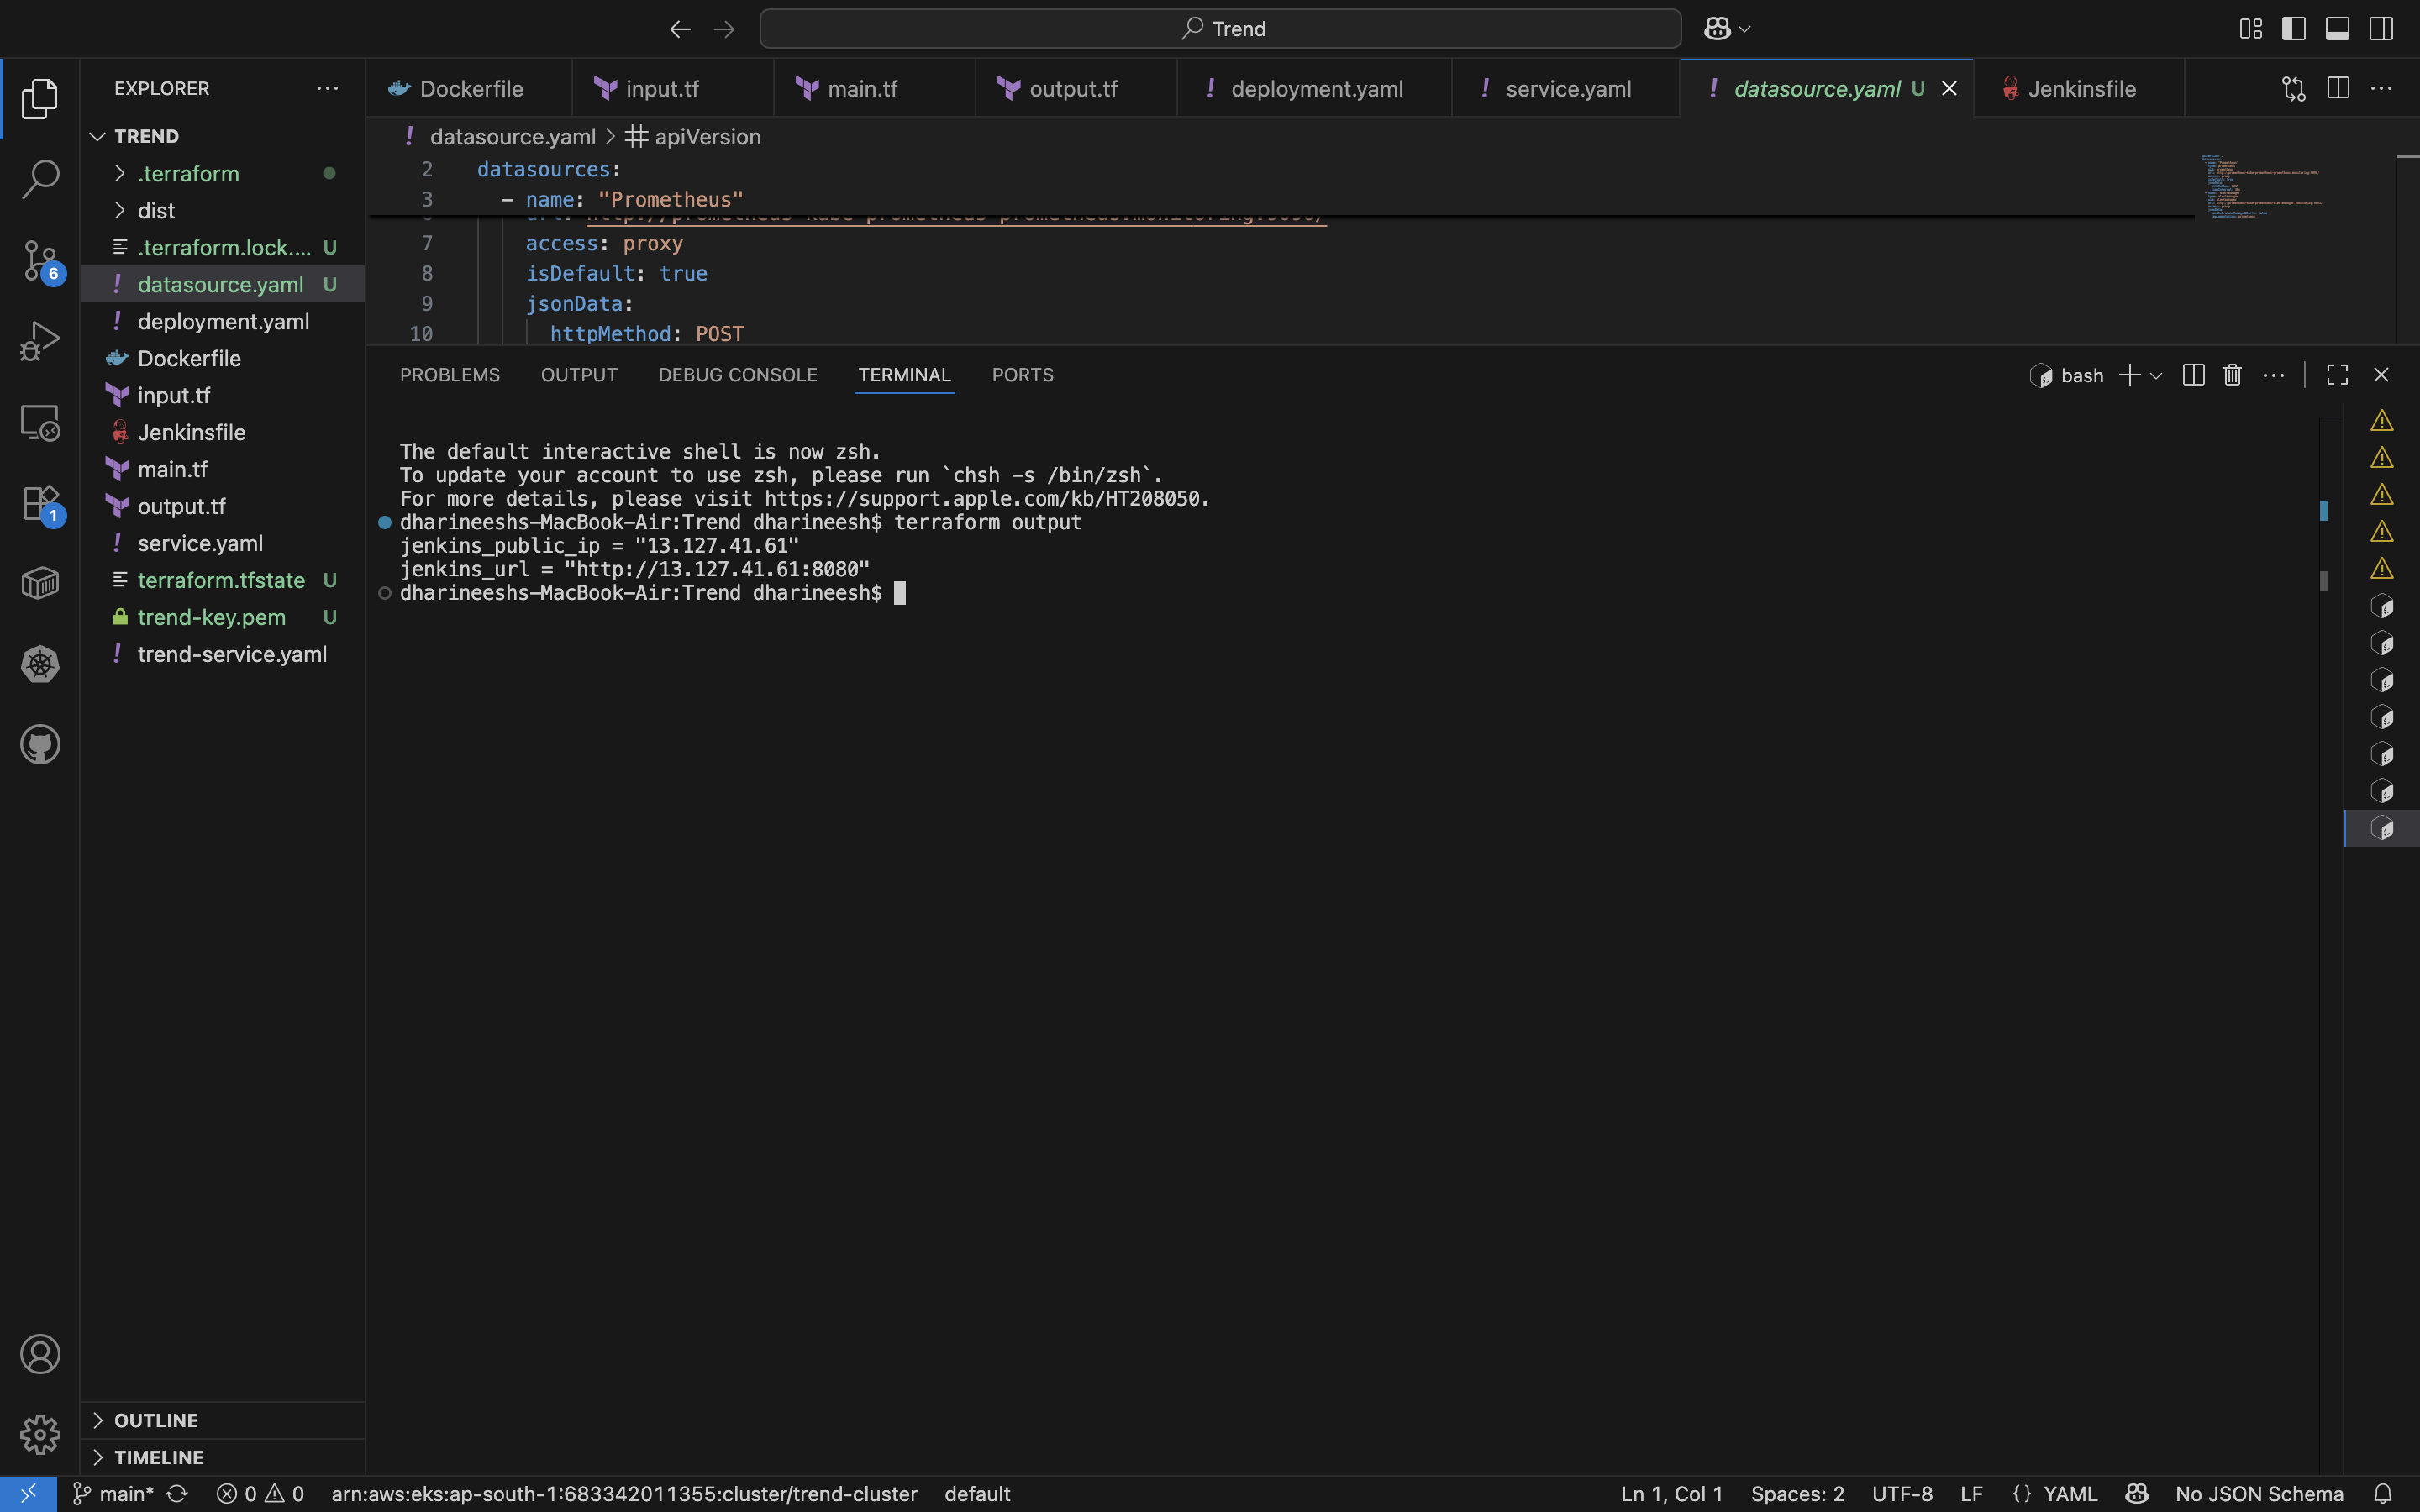 Trend
EXPLORER
TREND
.terraform
dist
.terraform.lock.... U
datasource.yaml U
deployment.yaml
Dockerfile
input.tf
Jenkinsfile
main.tf
output.tf
service.yaml
terraform.tfstate U
trend-key.pem U
trend-service.yaml
OUTLINE
TIMELINE
6
1
Dockerfile
input.tf
main.tf
output.tf
deployment.yaml
service.yaml
datasource.yaml U
Jenkinsfile
datasource.yaml > apiVersion
2 datasources:
3 - name: "Prometheus"
7 access: proxy
8 isDefault: true
9 jsonData:
10 httpMethod: POST
PROBLEMS OUTPUT DEBUG CONSOLE TERMINAL PORTS
bash
The default interactive shell is now zsh.
To update your account to use zsh, please run `chsh -s /bin/zsh`.
For more details, please visit https://support.apple.com/kb/HT208050.
dharineeshs-MacBook-Air:Trend dharineesh$ terraform output
jenkins_public_ip = "13.127.41.61"
jenkins_url = "http://13.127.41.61:8080"
dharineeshs-MacBook-Air:Trend dharineesh$
main* 0 0 arn:aws:eks:ap-south-1:683342011355:cluster/trend-cluster default
Ln 1, Col 1 Spaces: 2 UTF-8 LF {} YAML No JSON Schema